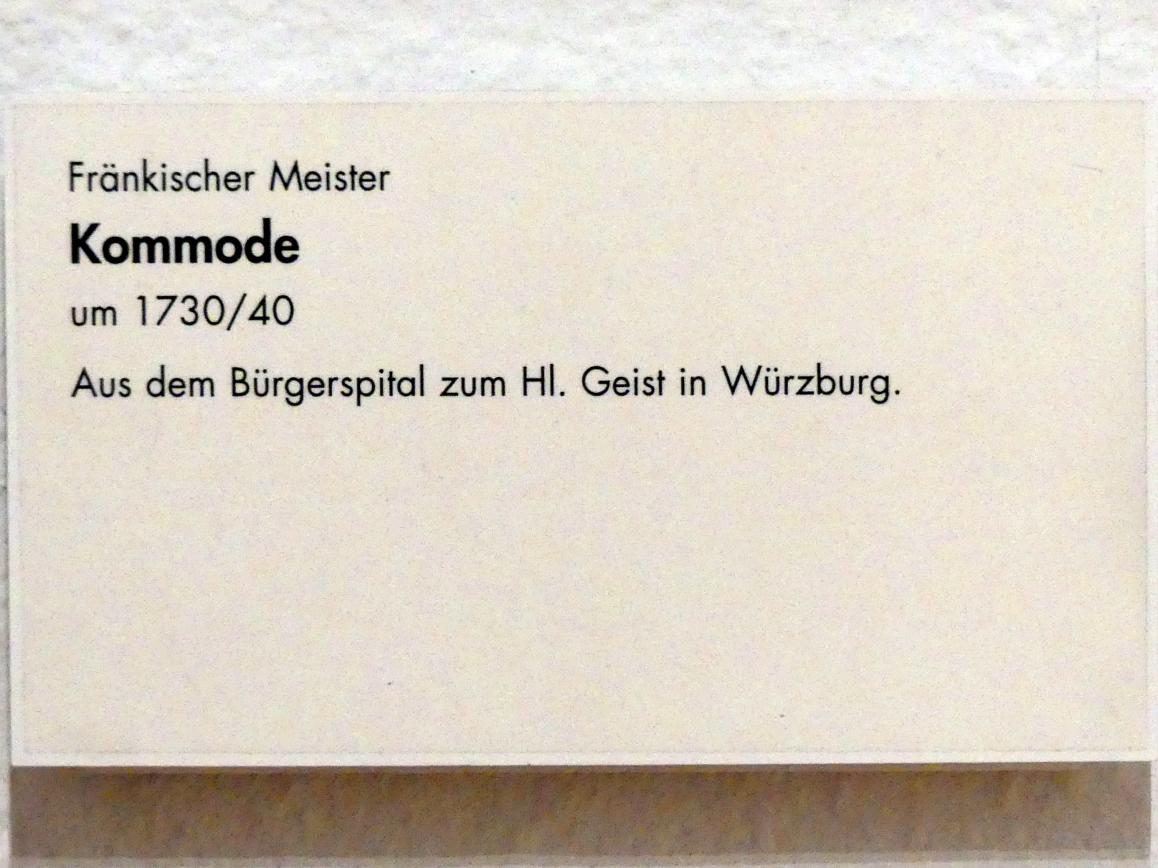 Fränkischer Meister
Kommode
um 1730/40
Aus dem Bürgerspital zum Hl. Geist in Würzburg.